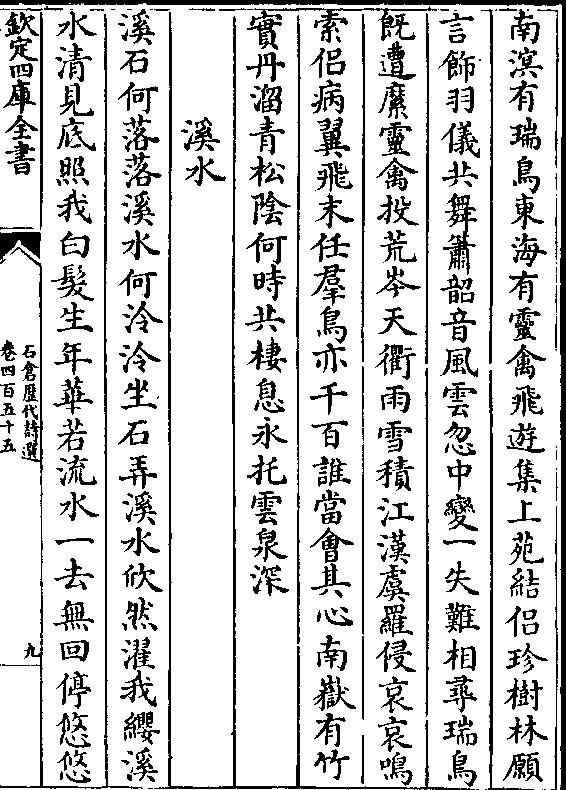 南溟有瑞鳥東海有靈禽飛遊集上苑結侶珍樹林願
言飾羽儀共舞簫韶音風雲忽中變一失難相尋瑞鳥
既遭縻靈禽投荒岑天衢雨雪積江漢虞羅侵哀哀鳴
索侶病翼飛未任羣鳥亦千百誰當會其心南嶽有竹
實丹溜青松陰何時共棲息永托雲泉深
溪水
溪石何落落溪水何泠泠坐石弄溪水欣然濯我纓溪
水清見底照我白髮生年華若流水一去無回停悠悠
欽定四庫全書
石倉歷代詩選
卷四百五十五
九